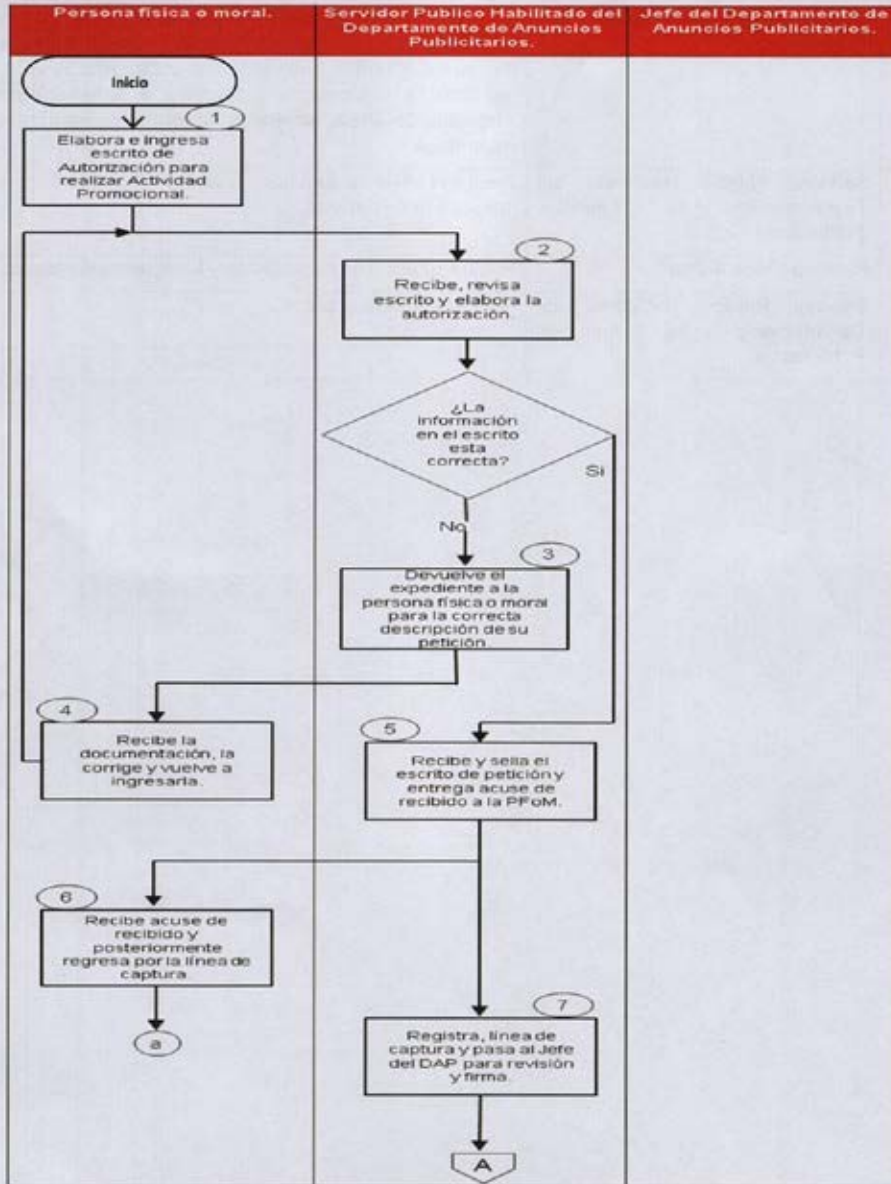 Persona física o moral.
Servidor Publico Habilitado del
Departamento de Anuncios
Publicitarios.
Jefe del Departamento de
Anuncios Publicitarios.
Inicio
1
Elabora e Ingresa
escrito de
Autorización para
realizar Actividad
Promocional.
2
Recibe, revisa
escrito y elabora la
autorización.
¿La
información
en el escrito
esta
correcta?
Si
No
3
Devuelve el
expediente a la
persona física o moral
para la correcta
descripción de su
petición.
4
Recibe la
documentación, la
corrige y vuelve a
ingresarla.
5
Recibe y sella el
escrito de petición y
entrega acuse de
recibido a la PFoM.
6
Recibe acuse de
recibido y
posteriormente
regresa por la línea de
captura.
a
7
Registra, línea de
captura y pasa al Jefe
del DAP para revisión
y firma.
A